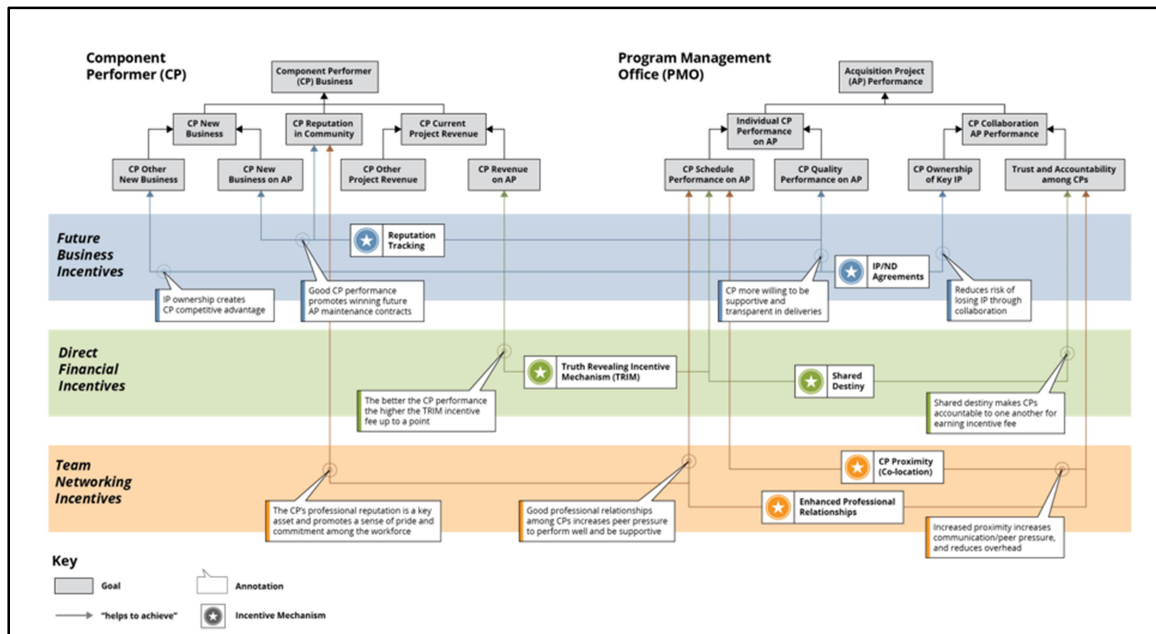 Component
Performer (CP)
Program Management
Office (PMO)
Component Performer
(CP) Business
Acquisition Project
(AP) Performance
CP New
Business
CP Reputation
in Community
CP Current
Project Revenue
Individual CP
Performance
on AP
CP Collaboration
AP Performance
CP Other
New Business
CP New
Business on AP
CP Other
Project Revenue
CP Revenue
on AP
CP Schedule
Performance on AP
CP Quality
Performance on AP
CP Ownership
of Key IP
Trust and Accountability
among CPs
Future
Business
Incentives
Reputation
Tracking
IP/ND
Agreements
IP ownership creates
CP competitive advantage
Good CP performance
promotes winning future
AP maintenance contracts
CP more willing to be
supportive and
transparent in deliveries
Reduces risk of
losing IP through
collaboration
Direct
Financial
Incentives
Truth Revealing Incentive
Mechanism (TRIM)
Shared
Destiny
The better the CP performance
the higher the TRIM incentive
fee up to a point
Shared destiny makes CPs
accountable to one another for
earning incentive fee
Team
Networking
Incentives
CP Proximity
(Co-location)
Enhanced Professional
Relationships
The CP's professional reputation is a key
asset and promotes a sense of pride and
commitment among the workforce
Good professional relationships
among CPs increases peer pressure
to perform well and be supportive
Increased proximity increases
communication/peer pressure,
and reduces overhead
Key
Goal
Annotation
"helps to achieve"
Incentive Mechanism